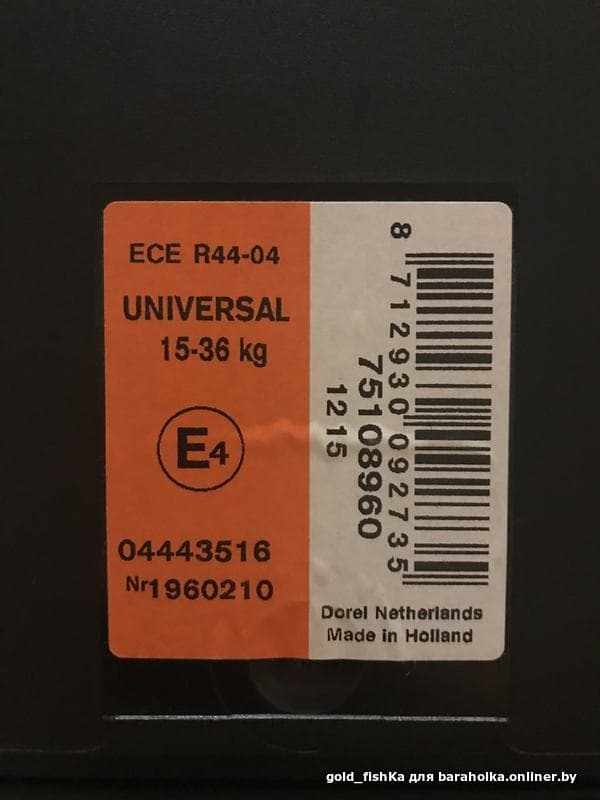 ECE R44-04
UNIVERSAL
15-36 kg
E4
04443516
Nr1960210
8 712930 092735
75108960
1215
Dorel Netherlands
Made in Holland
gold_fishKa для baraholka.onliner.by